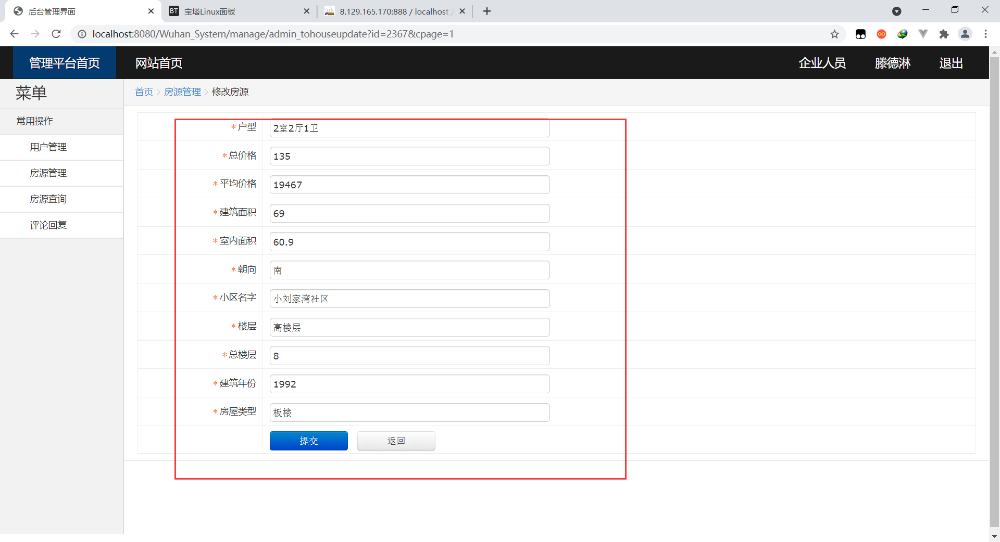 后台管理界面
BT 宝塔Linux面板
PMA 8.129.165.170:888 / localhost /
localhost:8080/Wuhan_System/manage/admin_tohouseupdate?id=2367&cpage=1
管理平台首页 网站首页 企业人员 滕德淋 退出
菜单
首页 > 房源管理 > 修改房源
常用操作
用户管理
房源管理
房源查询
评论回复
*户型 2室2厅1卫
*总价格 135
*平均价格 19467
*建筑面积 69
*室内面积 60.9
*朝向 南
*小区名字 小刘家湾社区
*楼层 高楼层
*总楼层 8
*建筑年份 1992
*房屋类型 板楼
提交 返回